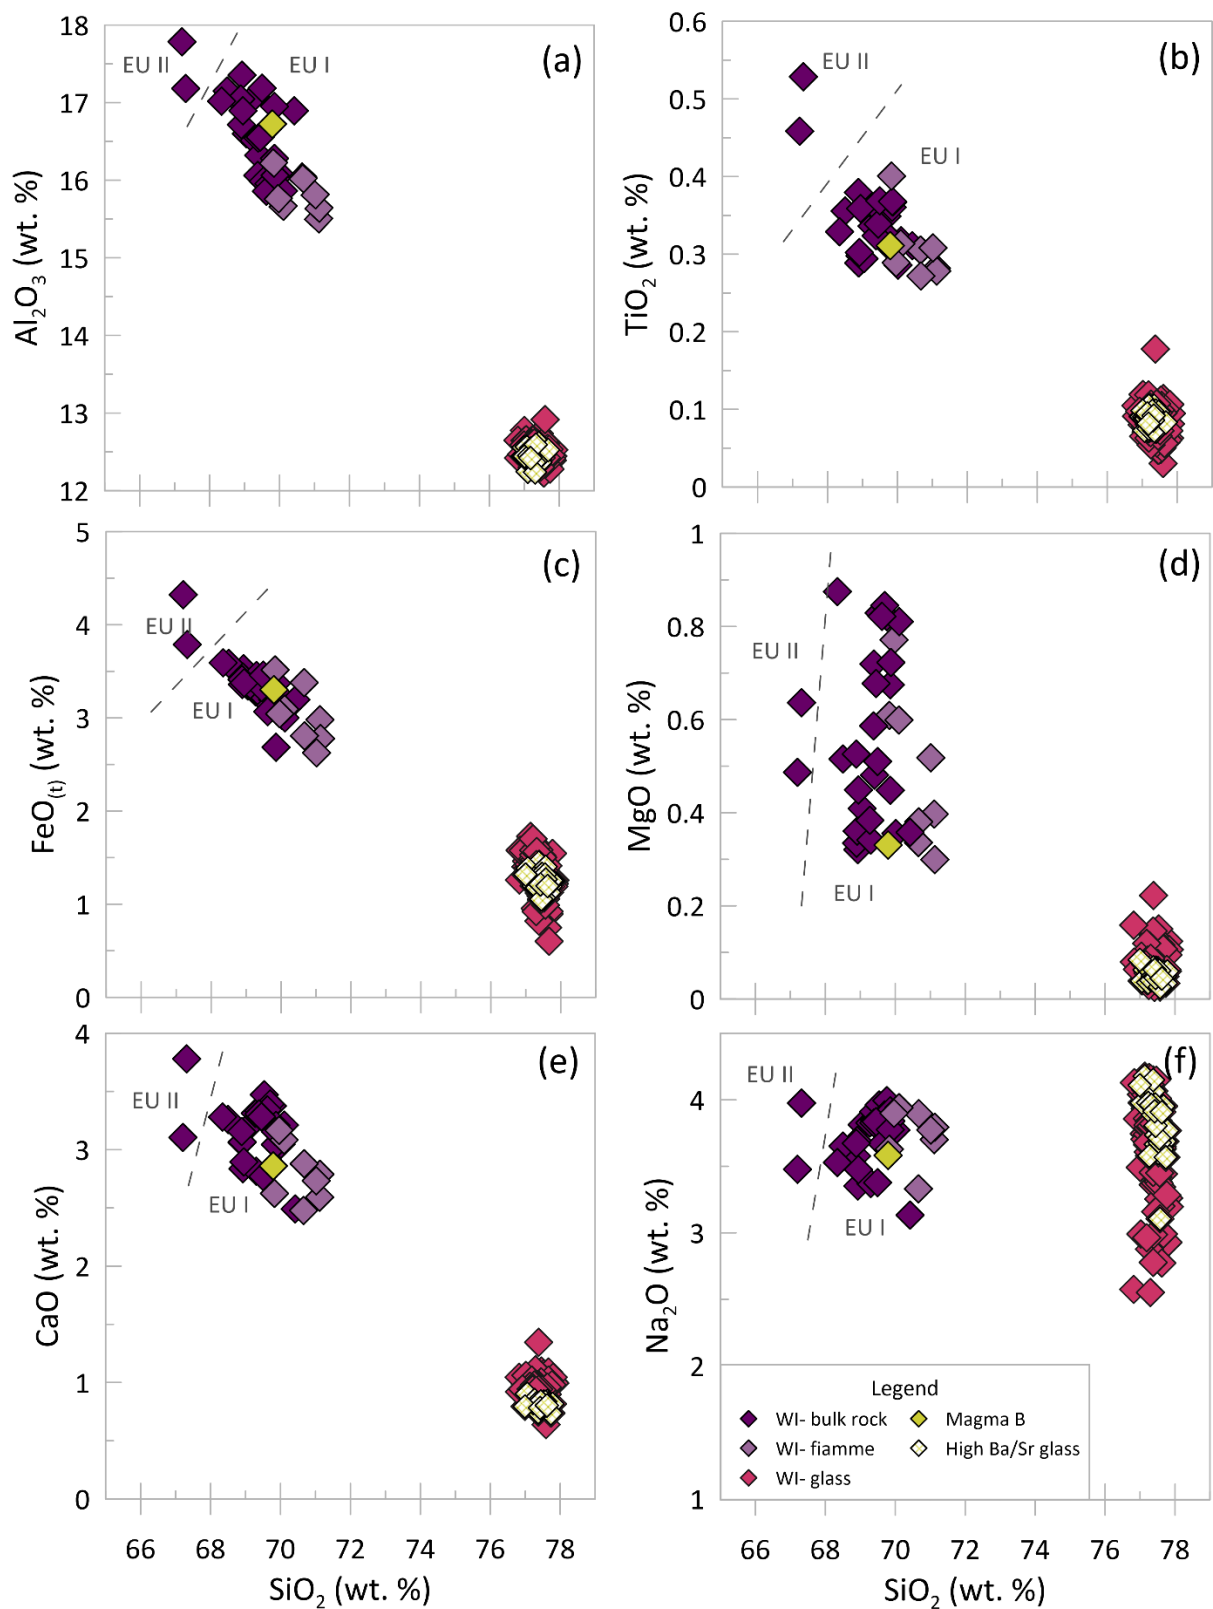 (a)
EU II
EU I
18
17
16
15
14
13
12
Al₂O₃ (wt. %)
(b)
EU II
EU I
0.6
0.5
0.4
0.3
0.2
0.1
0
TiO₂ (wt. %)
(c)
EU II
EU I
5
4
3
2
1
0
FeO₍ₜ₎ (wt. %)
(d)
EU II
EU I
1
0.8
0.6
0.4
0.2
0
MgO (wt. %)
(e)
EU II
EU I
4
3
2
1
0
CaO (wt. %)
66 68 70 72 74 76 78
SiO₂ (wt. %)
(f)
EU II
EU I
4
3
2
1
Na₂O (wt. %)
Legend
WI- bulk rock
WI- fiamme
WI- glass
Magma B
High Ba/Sr glass
66 68 70 72 74 76 78
SiO₂ (wt. %)